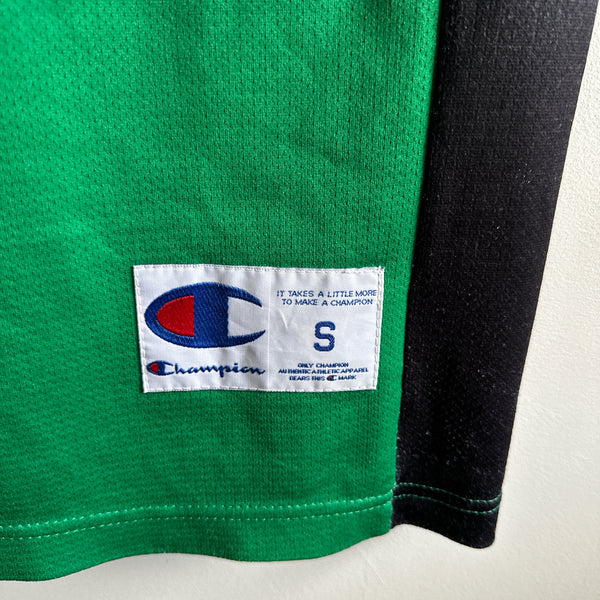 Champion
IT TAKES A LITTLE MORE
TO MAKE A CHAMPION
S
ONLY CHAMPION
AUTHENTIC ATHLETIC APPAREL
BEARS THIS C MARK